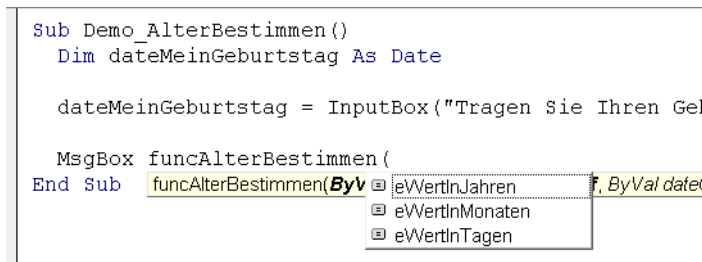 Sub Demo_AlterBestimmen()
Dim dateMeinGeburtstag As Date
dateMeinGeburtstag = InputBox("Tragen Sie Ihren
MsgBox funcAlterBestimmen(
End Sub
funcAlterBestimmen(ByV , ByVal date
eWertInJahren
eWertInMonaten
eWertInTagen